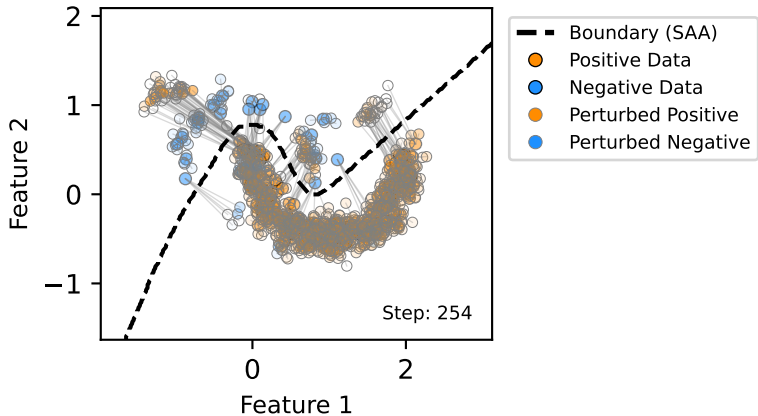 Boundary (SAA)
Positive Data
Negative Data
Perturbed Positive
Perturbed Negative
2
1
0
−1
Feature 2
Step: 254
0
2
Feature 1